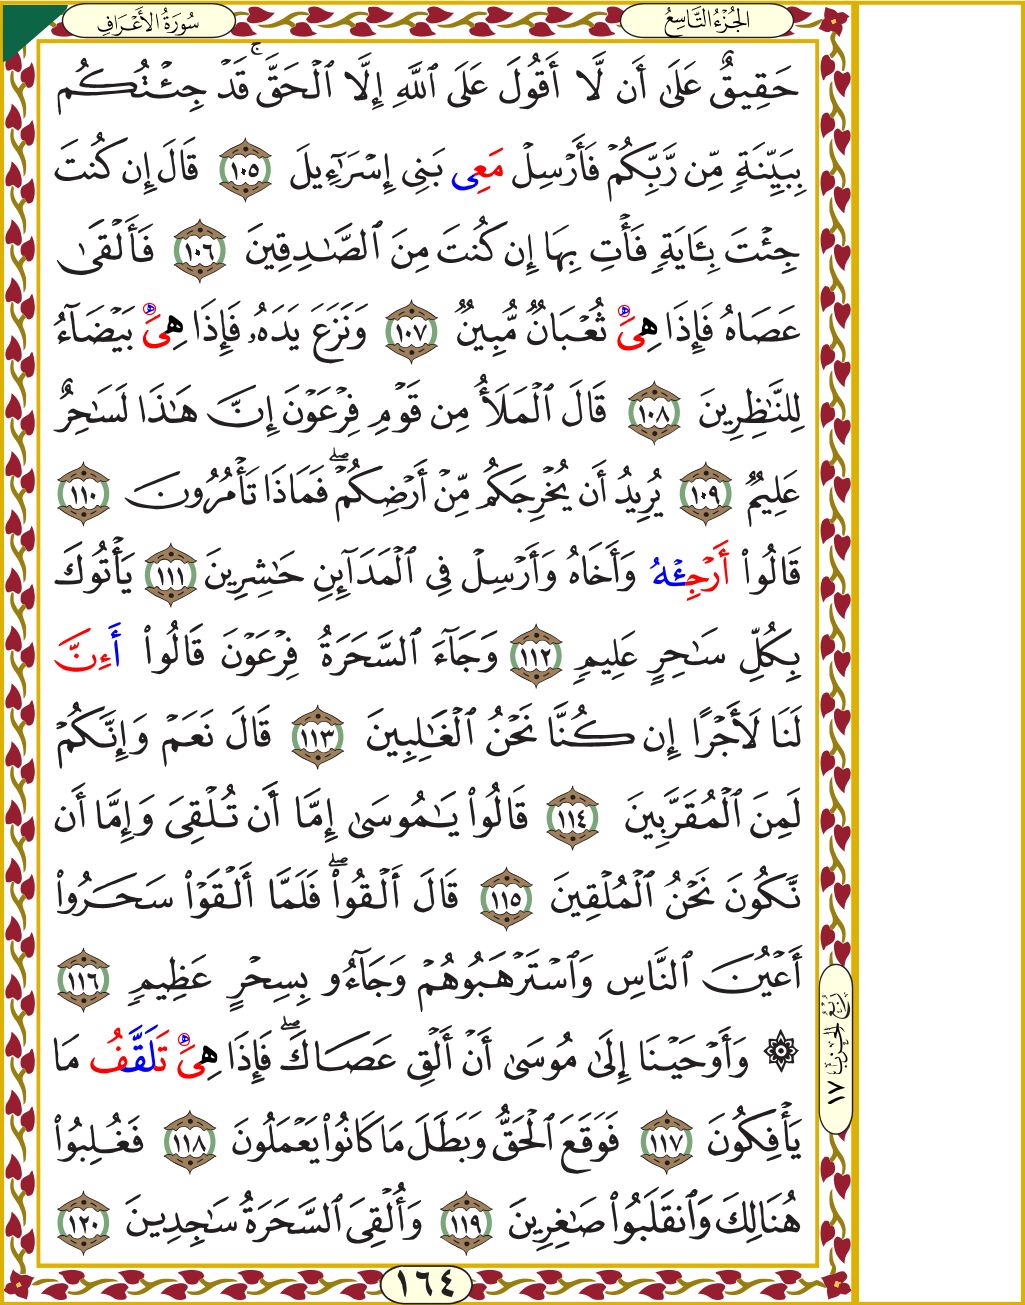 سُورَةُ الأَعْرَافِ
الجُزْءُ التَّاسِعُ
حَقِيقٌ عَلَىٰ أَن لَّا أَقُولَ عَلَى ٱللَّهِ إِلَّا ٱلْحَقَّۚ قَدْ جِئْتُكُم
بِبَيِّنَةٍ مِّن رَّبِّكُمْ فَأَرْسِلْ مَعِى بَنِى إِسْرَٰٓءِيلَ ١٠٥ قَالَ إِن كُنتَ
جِئْتَ بِـَٔايَةٍ فَأْتِ بِهَا إِن كُنتَ مِنَ ٱلصَّٰدِقِينَ ١٠٦ فَأَلْقَىٰ
عَصَاهُ فَإِذَا هِىَ ثُعْبَانٌ مُّبِينٌ ١٠٧ وَنَزَعَ يَدَهُۥ فَإِذَا هِىَ بَيْضَآءُ
لِلنَّٰظِرِينَ ١٠٨ قَالَ ٱلْمَلَأُ مِن قَوْمِ فِرْعَوْنَ إِنَّ هَٰذَا لَسَٰحِرٌ
عَلِيمٌ ١٠٩ يُرِيدُ أَن يُخْرِجَكُم مِّنْ أَرْضِكُمْۖ فَمَاذَا تَأْمُرُونَ ١١٠
قَالُوا۟ أَرْجِئْهُ وَأَخَاهُ وَأَرْسِلْ فِى ٱلْمَدَآئِنِ حَٰشِرِينَ ١١١ يَأْتُوكَ
بِكُلِّ سَٰحِرٍ عَلِيمٍ ١١٢ وَجَآءَ ٱلسَّحَرَةُ فِرْعَوْنَ قَالُوا۟ أَءِنَّ
لَنَا لَأَجْرًا إِن كُنَّا نَحْنُ ٱلْغَٰلِبِينَ ١١٣ قَالَ نَعَمْ وَإِنَّكُمْ
لَمِنَ ٱلْمُقَرَّبِينَ ١١٤ قَالُوا۟ يَٰمُوسَىٰ إِمَّا أَن تُلْقِىَ وَإِمَّا أَن
نَّكُونَ نَحْنُ ٱلْمُلْقِينَ ١١٥ قَالَ أَلْقُوا۟ۖ فَلَمَّا أَلْقَوْا۟ سَحَرُوا۟
أَعْيُنَ ٱلنَّاسِ وَٱسْتَرْهَبُوهُمْ وَجَآءُو بِسِحْرٍ عَظِيمٍ ١١٦
۞ وَأَوْحَيْنَا إِلَىٰ مُوسَىٰ أَنْ أَلْقِ عَصَاكَۖ فَإِذَا هِىَ تَلَقَّفُ مَا
يَأْفِكُونَ ١١٧ فَوَقَعَ ٱلْحَقُّ وَبَطَلَ مَا كَانُوا۟ يَعْمَلُونَ ١١٨ فَغُلِبُوا۟
هُنَالِكَ وَٱنقَلَبُوا۟ صَٰغِرِينَ ١١٩ وَأُلْقِىَ ٱلسَّحَرَةُ سَٰجِدِينَ ١٢٠
رُبْعُ الحِزْبِ ١٧
١٦٤